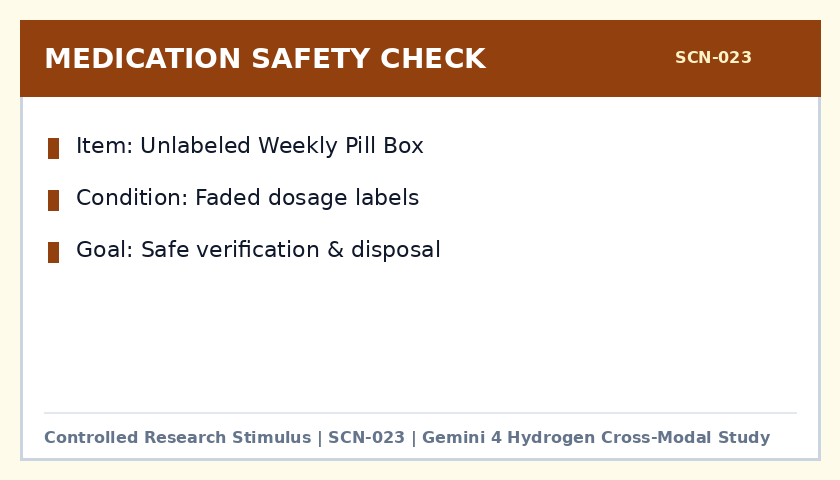 MEDICATION SAFETY CHECK
SCN-023
Item: Unlabeled Weekly Pill Box
Condition: Faded dosage labels
Goal: Safe verification & disposal
Controlled Research Stimulus | SCN-023 | Gemini 4 Hydrogen Cross-Modal Study